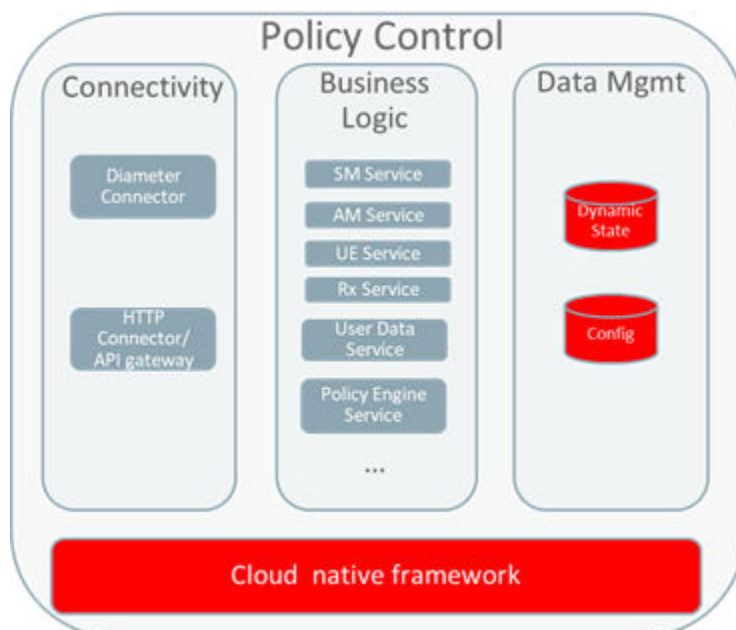 Policy Control
Connectivity
Diameter
Connector
HTTP
Connector/
API gateway
Business
Logic
SM Service
AM Service
UE Service
Rx Service
User Data
Service
Policy Engine
Service
...
Data Mgmt
Dynamic
State
Config
Cloud native framework